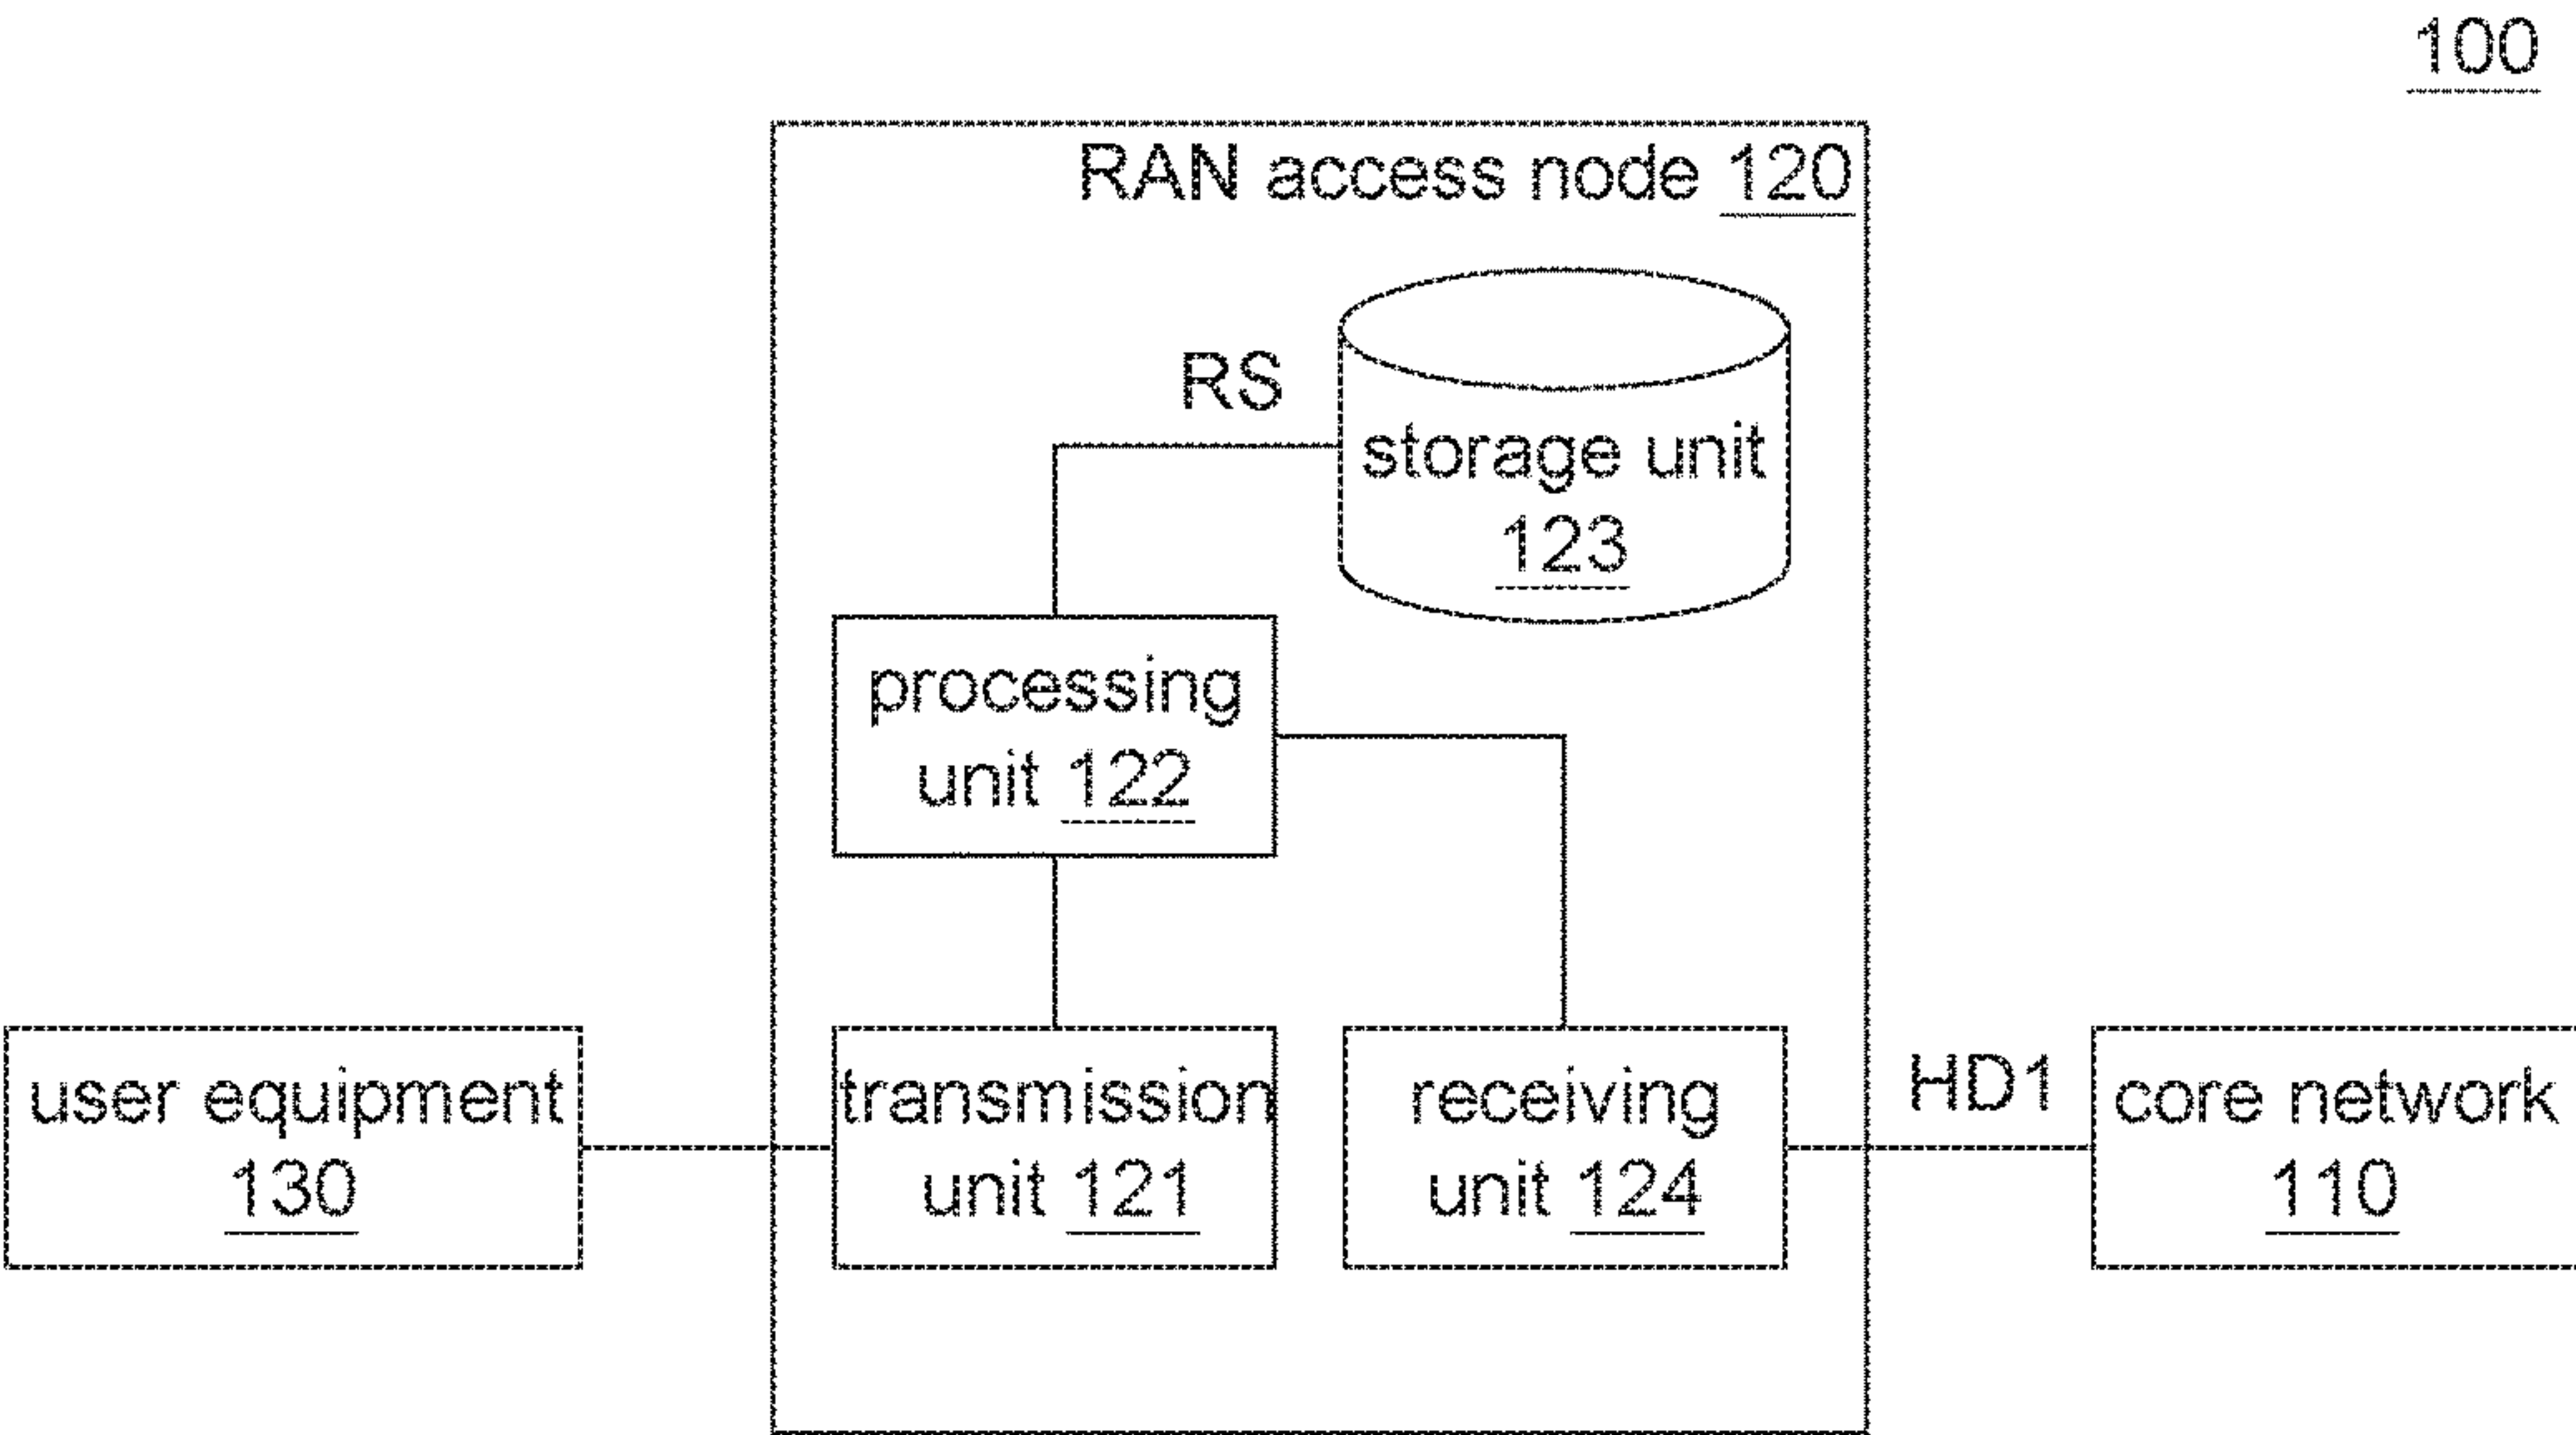 100
RAN access node 120
RS
storage unit
123
processing
unit 122
user equipment
130
transmission
unit 121
receiving
unit 124
HD1
core network
110